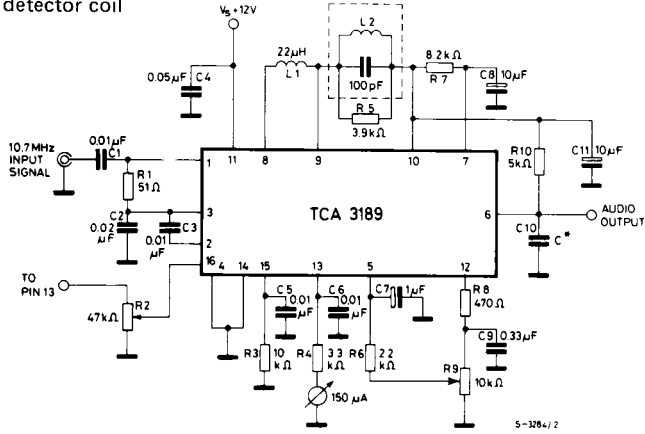 detector coil
Vs +12V
L2
22µH
L1
100pF
8.2kΩ
R7
C8 10µF
0.05µF C4
R5
3.9kΩ
10.7MHz
INPUT
SIGNAL
0.01µF
C1
R1
51Ω
C2
0.02
µF
C3
0.01
µF
R10
5kΩ
C11 10µF
1
11
8
9
10
7
3
2
16
4
14
15
13
5
12
6
TCA 3189
AUDIO
OUTPUT
C10 C*
TO
PIN 13
R2
47kΩ
C5
0.01
µF
C6
0.01
µF
C7 1µF
R8
470Ω
C9 0.33µF
R3 10
kΩ
R4 33
kΩ
R6 22
kΩ
R9
10kΩ
150 µA
S-3284/2